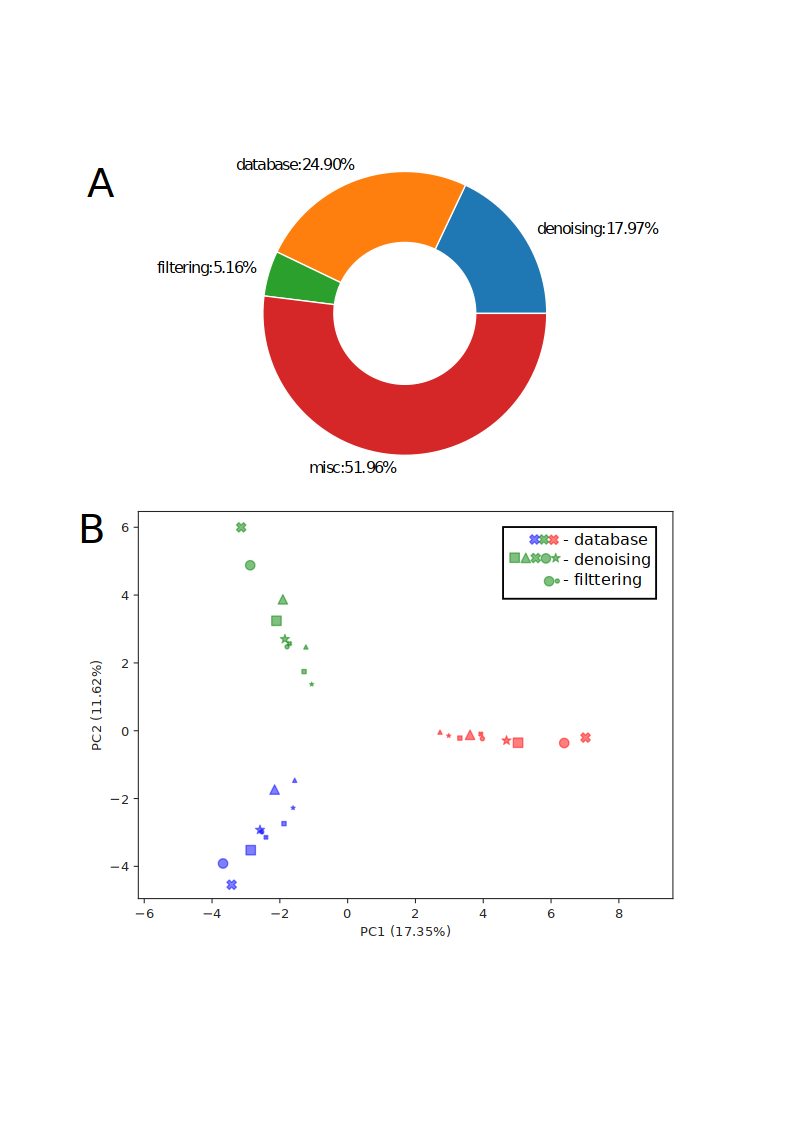 A
database:24.90%
denoising:17.97%
filtering:5.16%
misc:51.96%
B
6
4
2
0
−2
−4
PC2 (11.62%)
- database
- denoising
- filttering
−6 −4 −2 0 2 4 6 8
PC1 (17.35%)